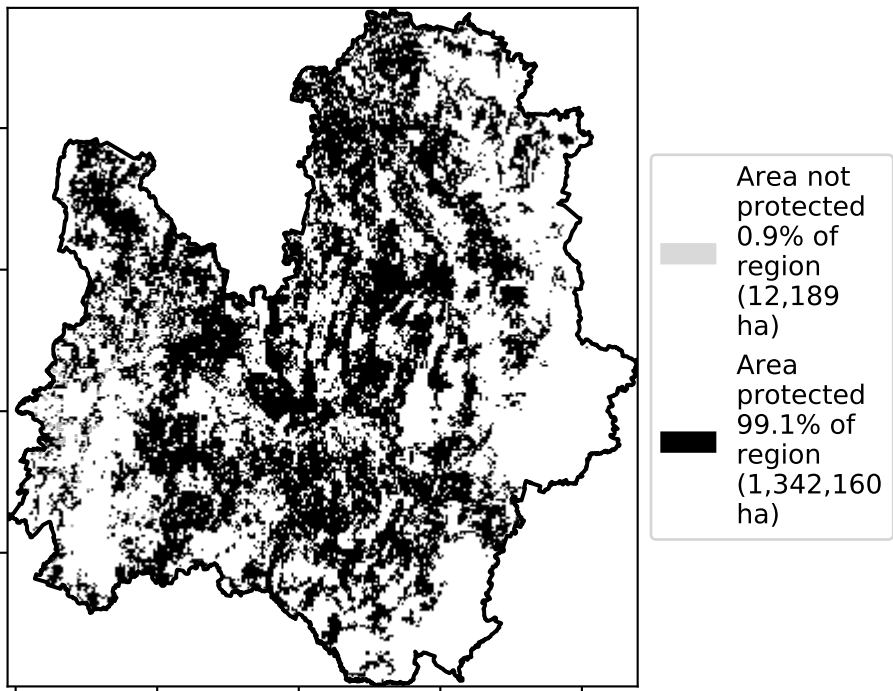 Area not
protected
0.9% of
region
(12,189
ha)
Area
protected
99.1% of
region
(1,342,160
ha)